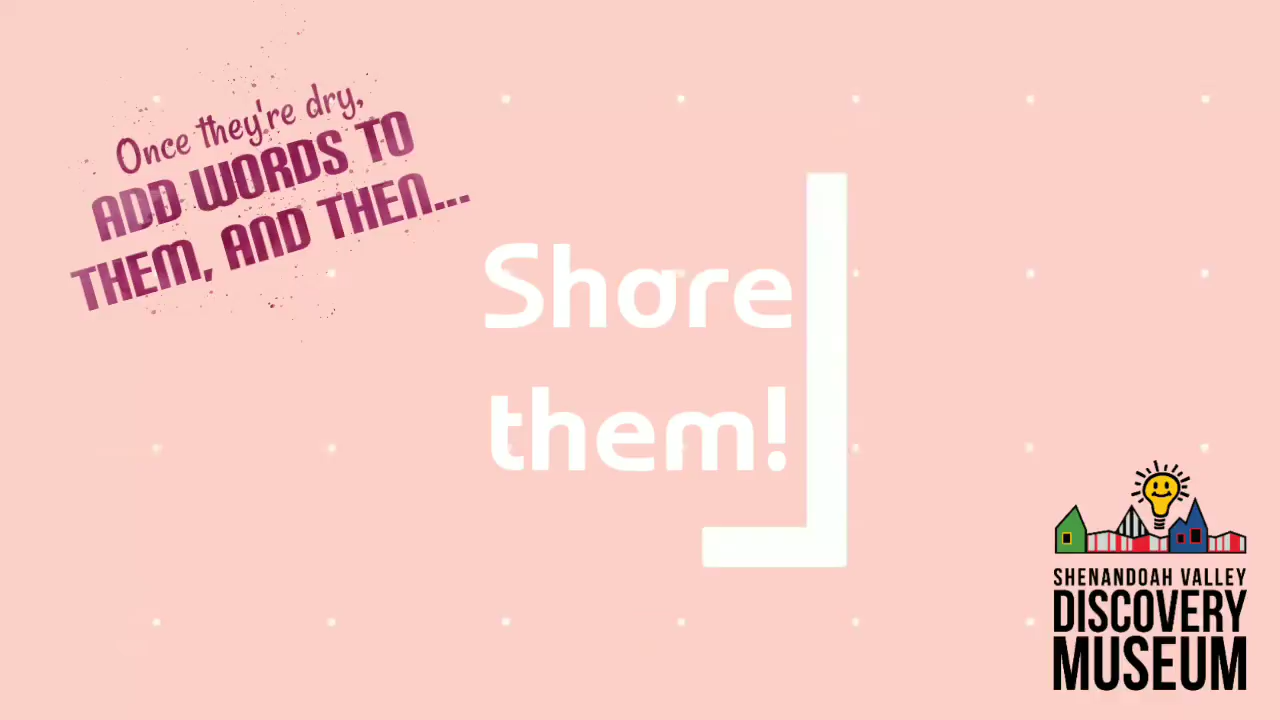 Once they're dry,
ADD WORDS TO
THEM, AND THEN...
Share
them!
SHENANDOAH VALLEY
DISCOVERY
MUSEUM